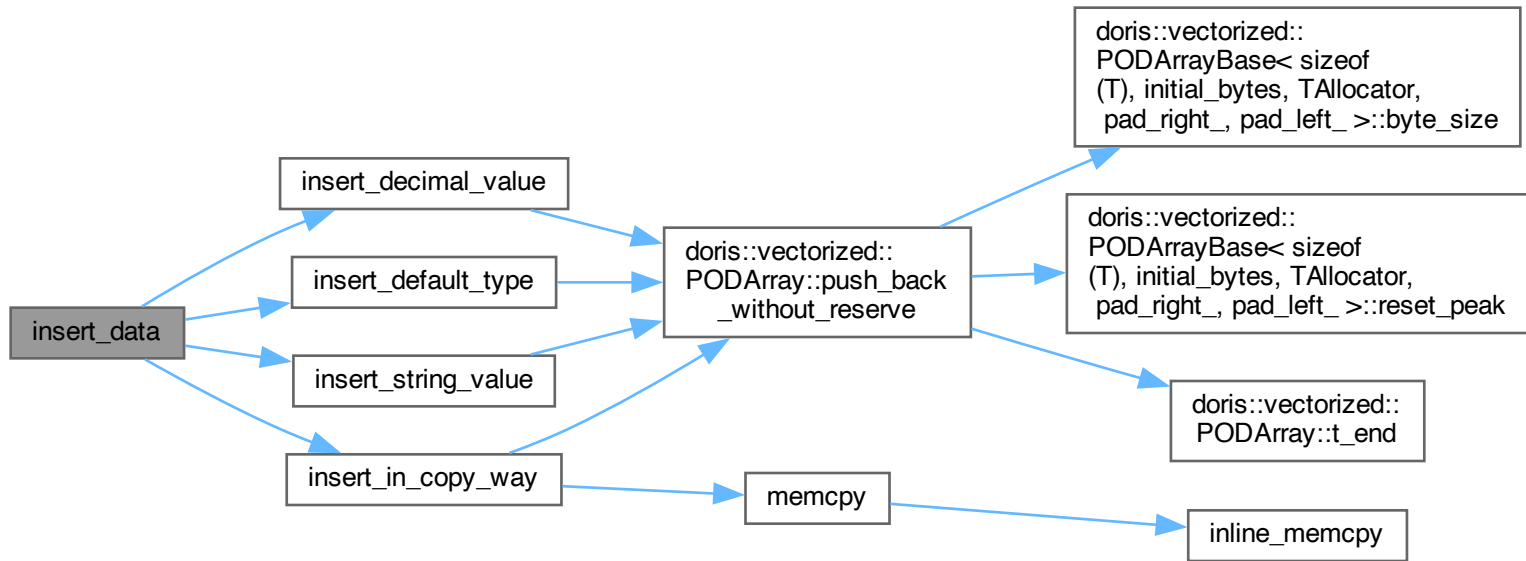 insert_data
insert_decimal_value
insert_default_type
insert_string_value
insert_in_copy_way
doris::vectorized::
PODArray::push_back
_without_reserve
memcpy
doris::vectorized::
PODArrayBase< sizeof
(T), initial_bytes, TAllocator,
pad_right_, pad_left_ >::byte_size
doris::vectorized::
PODArrayBase< sizeof
(T), initial_bytes, TAllocator,
pad_right_, pad_left_ >::reset_peak
doris::vectorized::
PODArray::t_end
inline_memcpy